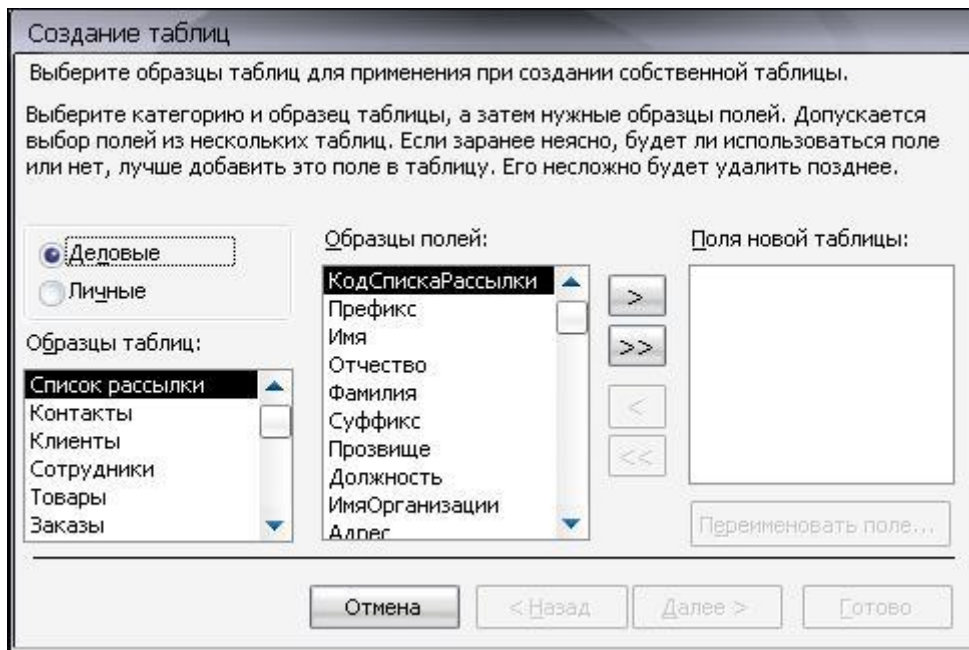 Создание таблиц
Выберите образцы таблиц для применения при создании собственной таблицы.
Выберите категорию и образец таблицы, а затем нужные образцы полей. Допускается
выбор полей из нескольких таблиц. Если заранее неясно, будет ли использоваться поле
или нет, лучше добавить это поле в таблицу. Его несложно будет удалить позднее.
Деловые
Личные
Образцы таблиц:
Список рассылки
Контакты
Клиенты
Сотрудники
Товары
Заказы
Образцы полей:
КодСпискаРассылки
Префикс
Имя
Отчество
Фамилия
Суффикс
Прозвище
Должность
ИмяОрганизации
Адрес
>
>>
<
<<
Поля новой таблицы:
Переименовать поле...
Отмена
< Назад
Далее >
Готово